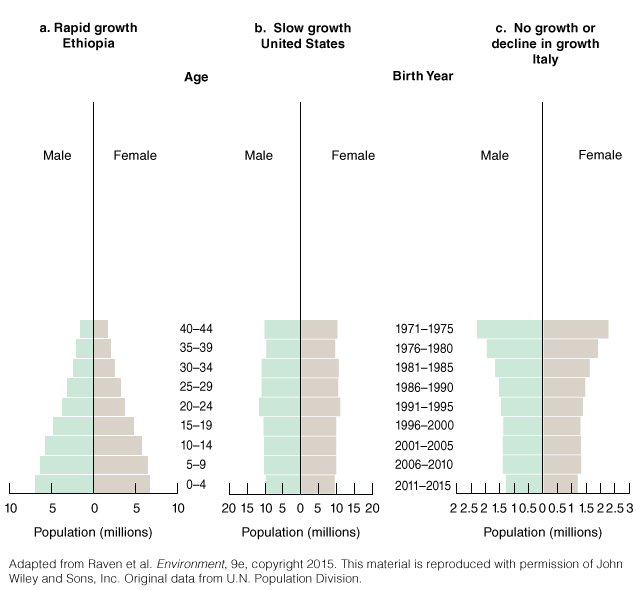 a. Rapid growth
Ethiopia
b. Slow growth
United States
c. No growth or
decline in growth
Italy
Age
Birth Year
Male
Female
Male
Female
Male
Female
40–44
35–39
30–34
25–29
20–24
15–19
10–14
5–9
0–4
1971–1975
1976–1980
1981–1985
1986–1990
1991–1995
1996–2000
2001–2005
2006–2010
2011–2015
10 5 0 5 10
20 15 10 5 0 5 10 15 20
2 2.5 2 1.5 1 0.5 0 0.5 1 1.5 2 2.5 3
Population (millions)
Population (millions)
Population (millions)
Adapted from Raven et al. Environment, 9e, copyright 2015. This material is reproduced with permission of John
Wiley and Sons, Inc. Original data from U.N. Population Division.